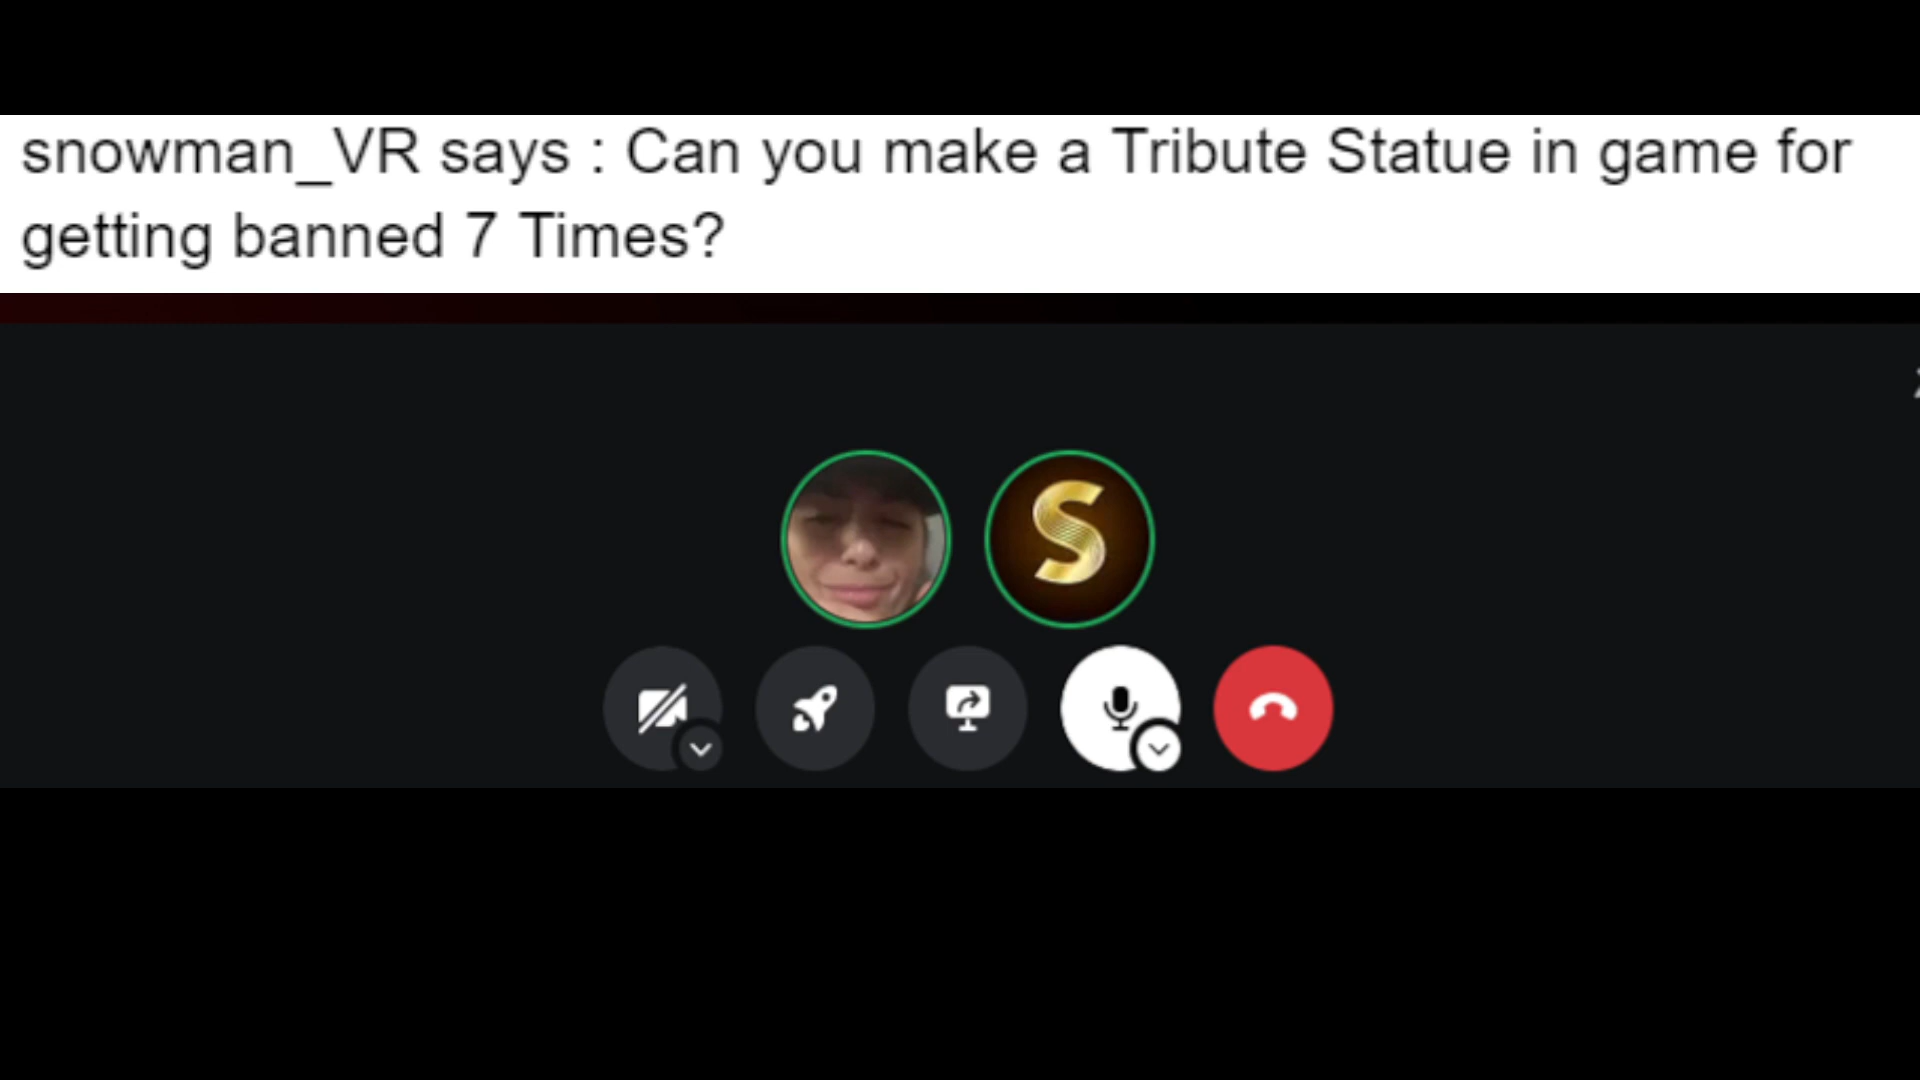 snowman_VR says : Can you make a Tribute Statue in game for
getting banned 7 Times?
S